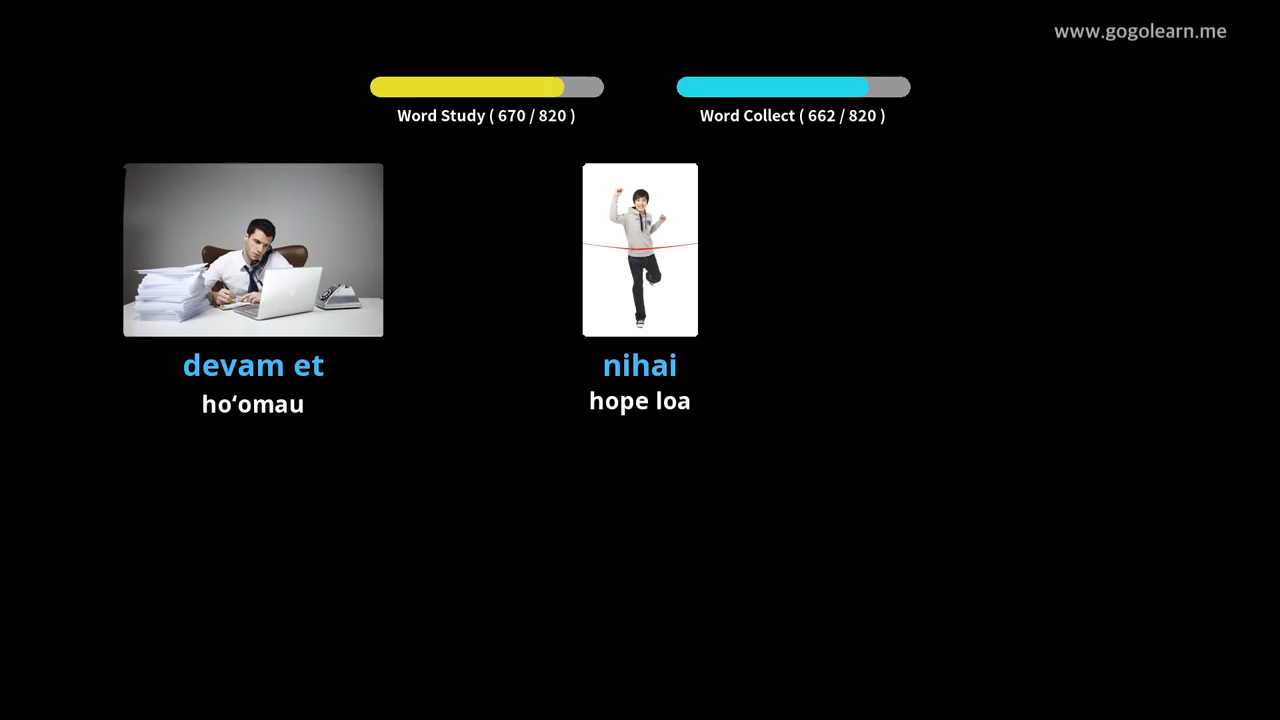 www.gogolearn.me
Word Study ( 670 / 820 )
Word Collect ( 662 / 820 )
devam et
hoʻomau
nihai
hope loa